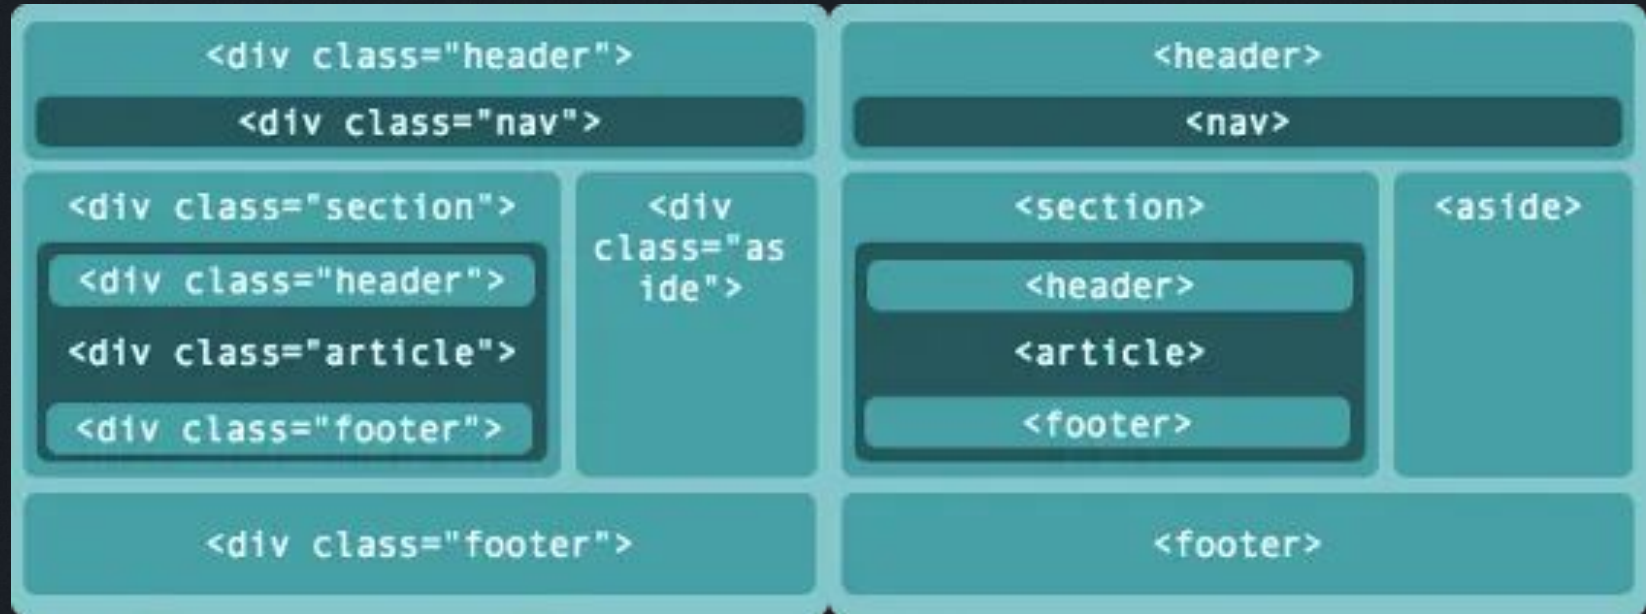 <div class="header">
<div class="nav">
<div class="section">
<div class="header">
<div class="article">
<div class="footer">
<div
class="as
ide">
<div class="footer">
<header>
<nav>
<section>
<header>
<article>
<footer>
<aside>
<footer>